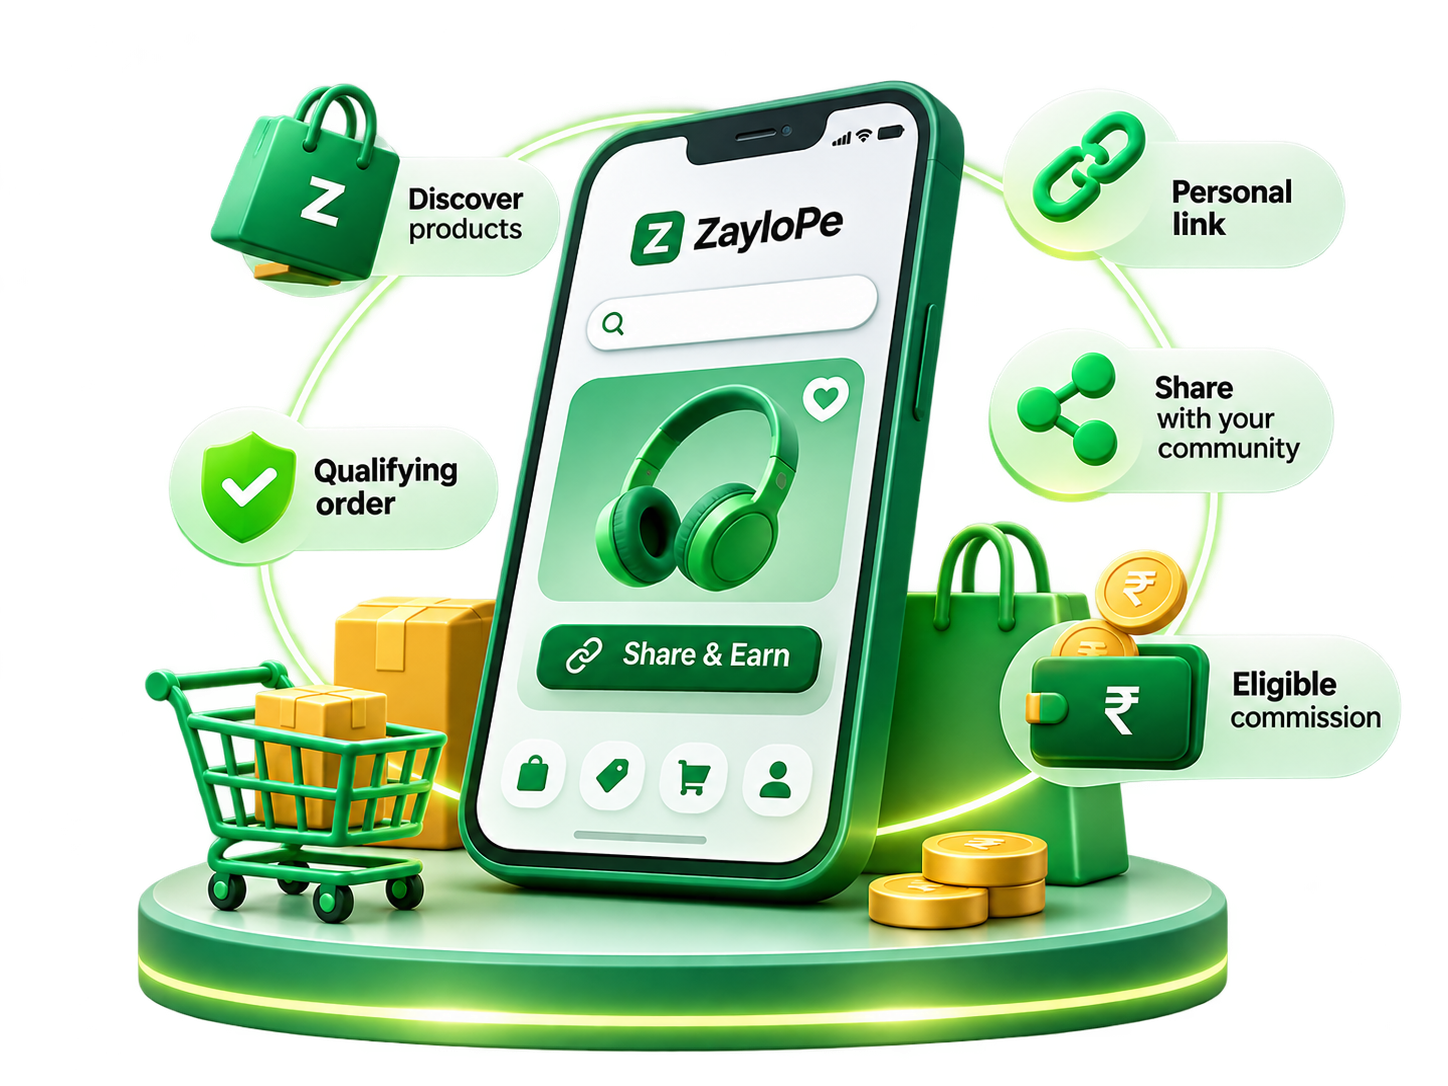 Z
Discover
products
Z ZayloPe
Personal
link
Share
with your
community
Qualifying
order
Share & Earn
₹
₹
₹
Eligible
commission